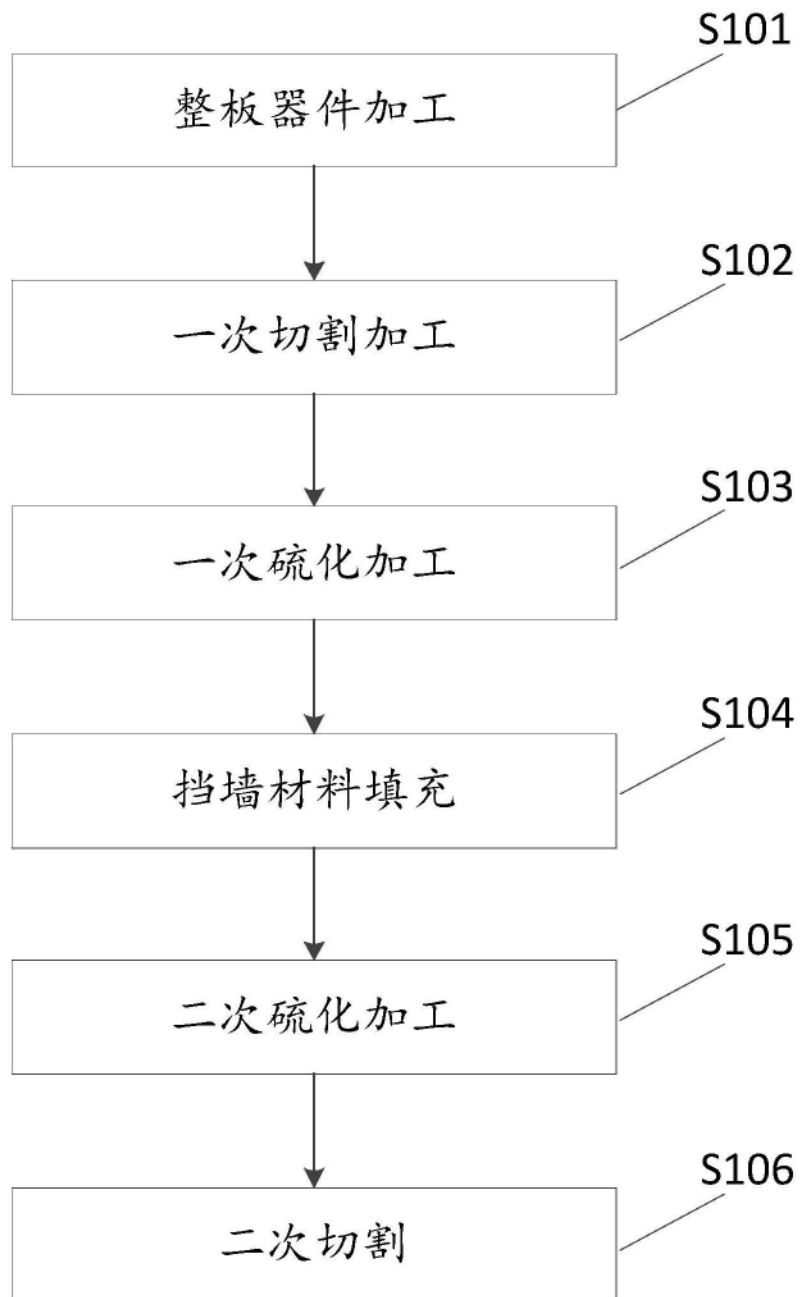 S101
整板器件加工
S102
一次切割加工
S103
一次硫化加工
S104
挡墙材料填充
S105
二次硫化加工
S106
二次切割